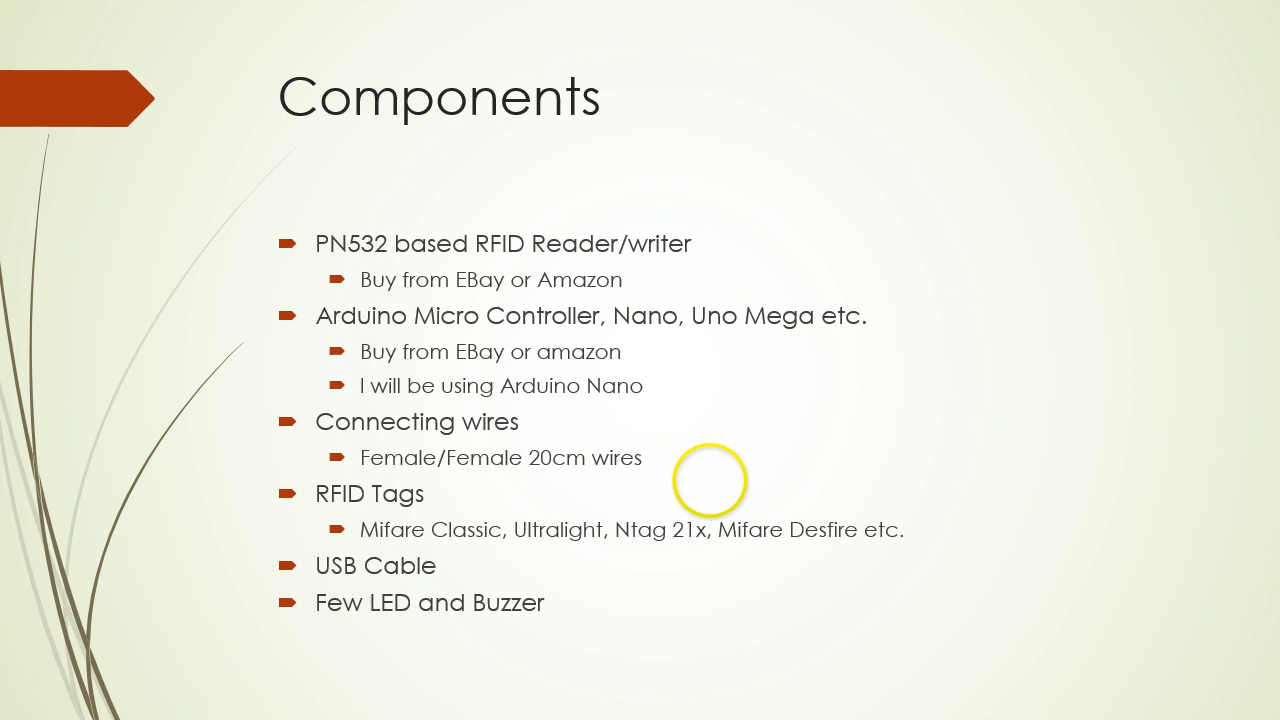 Components
PN532 based RFID Reader/writer
Buy from EBay or Amazon
Arduino Micro Controller, Nano, Uno Mega etc.
Buy from EBay or amazon
I will be using Arduino Nano
Connecting wires
Female/Female 20cm wires
RFID Tags
Mifare Classic, Ultralight, Ntag 21x, Mifare Desfire etc.
USB Cable
Few LED and Buzzer